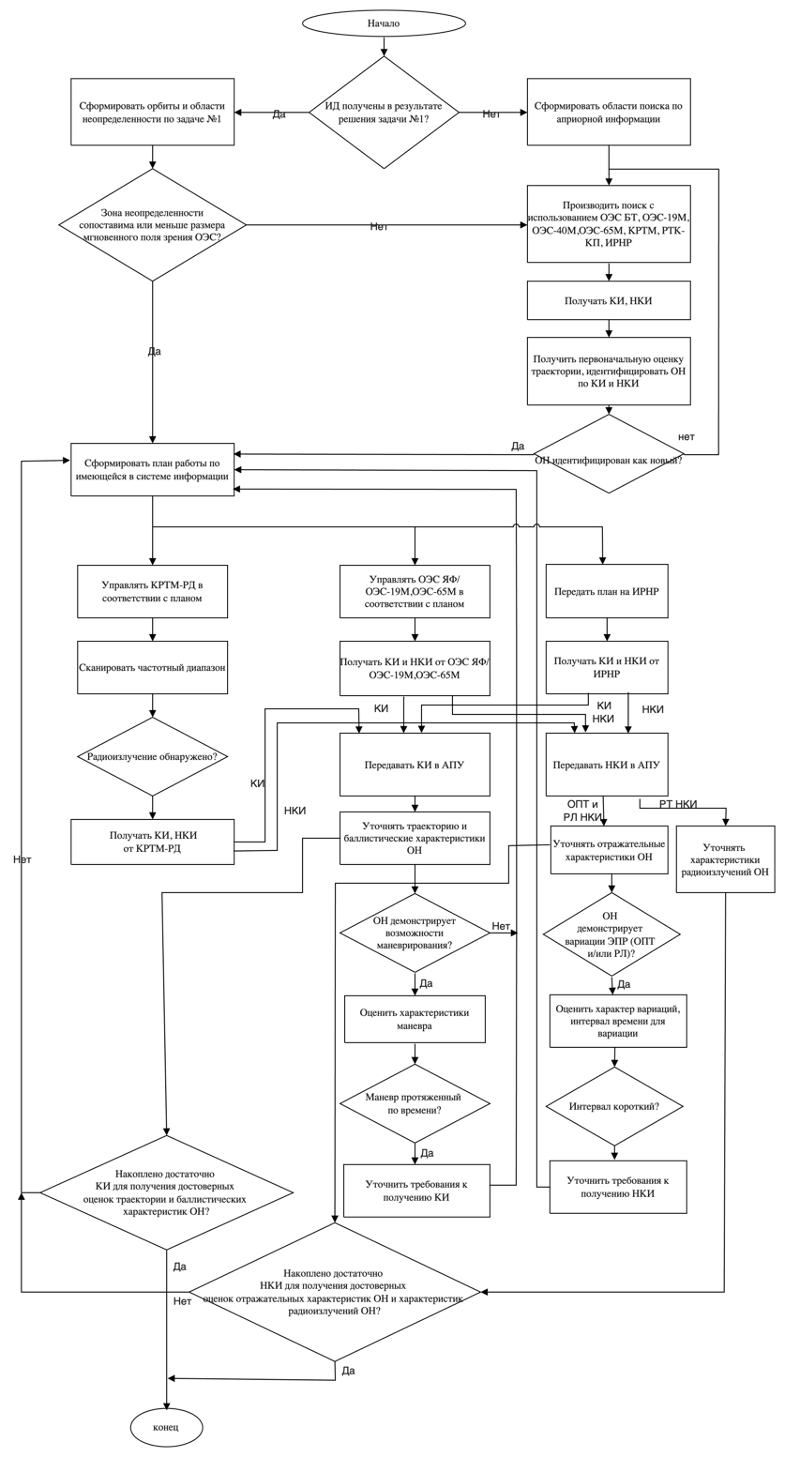 Начало
ИД получены в результате
решения задачи №1?
Да
Нет
Сформировать орбиты и области
неопределенности по задаче №1
Сформировать области поиска по
априорной информации
Зона неопределенности
сопоставима или меньше размера
мгновенного поля зрения ОЭС?
Нет
Производить поиск с
использованием ОЭС БТ, ОЭС-19М,
ОЭС-40М,ОЭС-65М, КРТМ, РТК-
КП, ИРНР
Получать КИ, НКИ
Да
Получить первоначальную оценку
траектории, идентифицировать ОН
по КИ и НКИ
Да
нет
ОН идентифицирован как новый?
Сформировать план работы по
имеющейся в системе информации
Управлять КРТМ-РД в
соответствии с планом
Управлять ОЭС ЯФ/
ОЭС-19М,ОЭС-65М в
соответствии с планом
Передать план на ИРНР
Сканировать частотный диапазон
Получать КИ и НКИ от ОЭС ЯФ/
ОЭС-19М,ОЭС-65М
Получать КИ и НКИ от
ИРНР
КИ
КИ
НКИ
НКИ
Радиоизлучение обнаружено?
Передавать КИ в АПУ
Передавать НКИ в АПУ
КИ
НКИ
ОПТ и
РЛ НКИ
РТ НКИ
Получать КИ, НКИ
от КРТМ-РД
Уточнять траекторию и
баллистические характеристики
ОН
Уточнять отражательные
характеристики ОН
Уточнять
характеристики
радиоизлучений ОН
Нет
ОН демонстрирует
возможности
маневрирования?
Нет
ОН
демонстрирует
вариации ЭПР (ОПТ
и/или РЛ)?
Да
Да
Оценить характеристики
маневра
Оценить характер вариаций,
интервал времени для
вариации
Маневр протяженный
по времени?
Интервал короткий?
Да
Уточнить требования к
получению КИ
Уточнить требования к
получению НКИ
Накоплено достаточно
КИ для получения достоверных
оценок траектории и баллистических
характеристик ОН?
Да
Нет
Накоплено достаточно
НКИ для получения достоверных
оценок отражательных характеристик ОН и характеристик
радиоизлучений ОН?
Да
конец